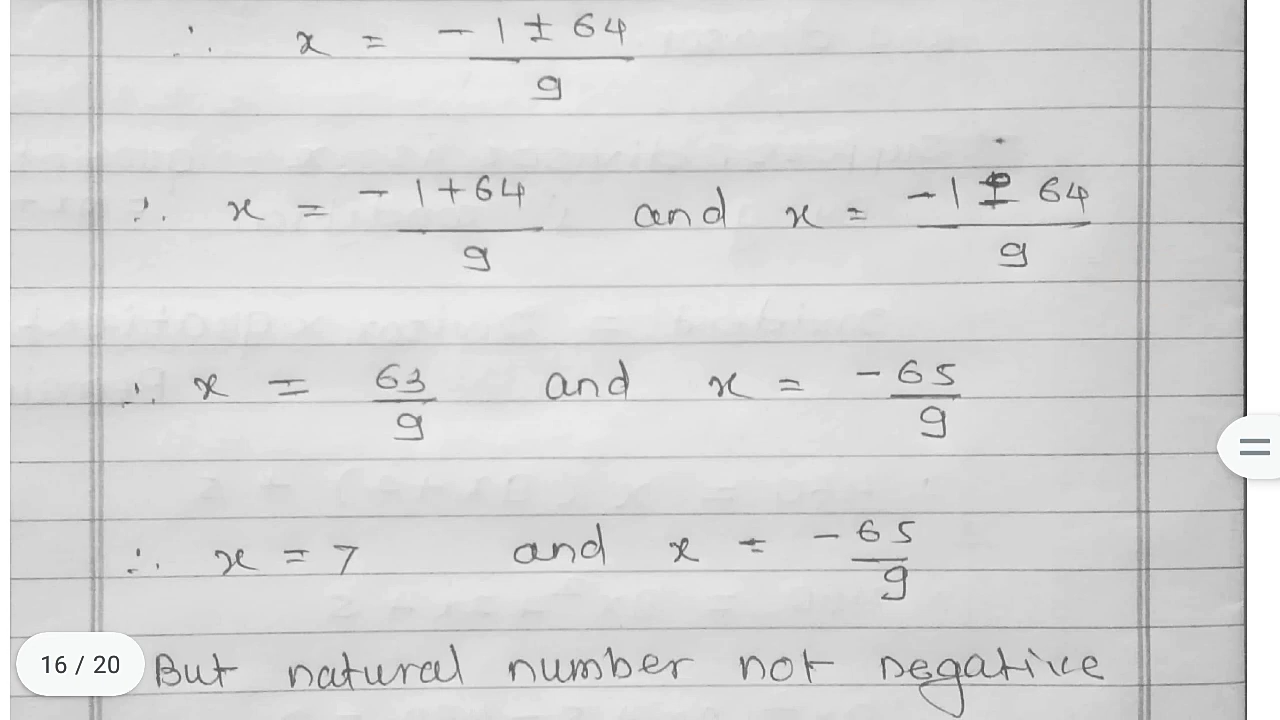 ∴ x = -1 ± 64 / 9
∴ x = -1+64 / 9 and x = -1 ± 64 / 9
∴ x = 63 / 9 and x = -65 / 9
∴ x = 7 and x = -65 / 9
16 / 20 But natural number not negative